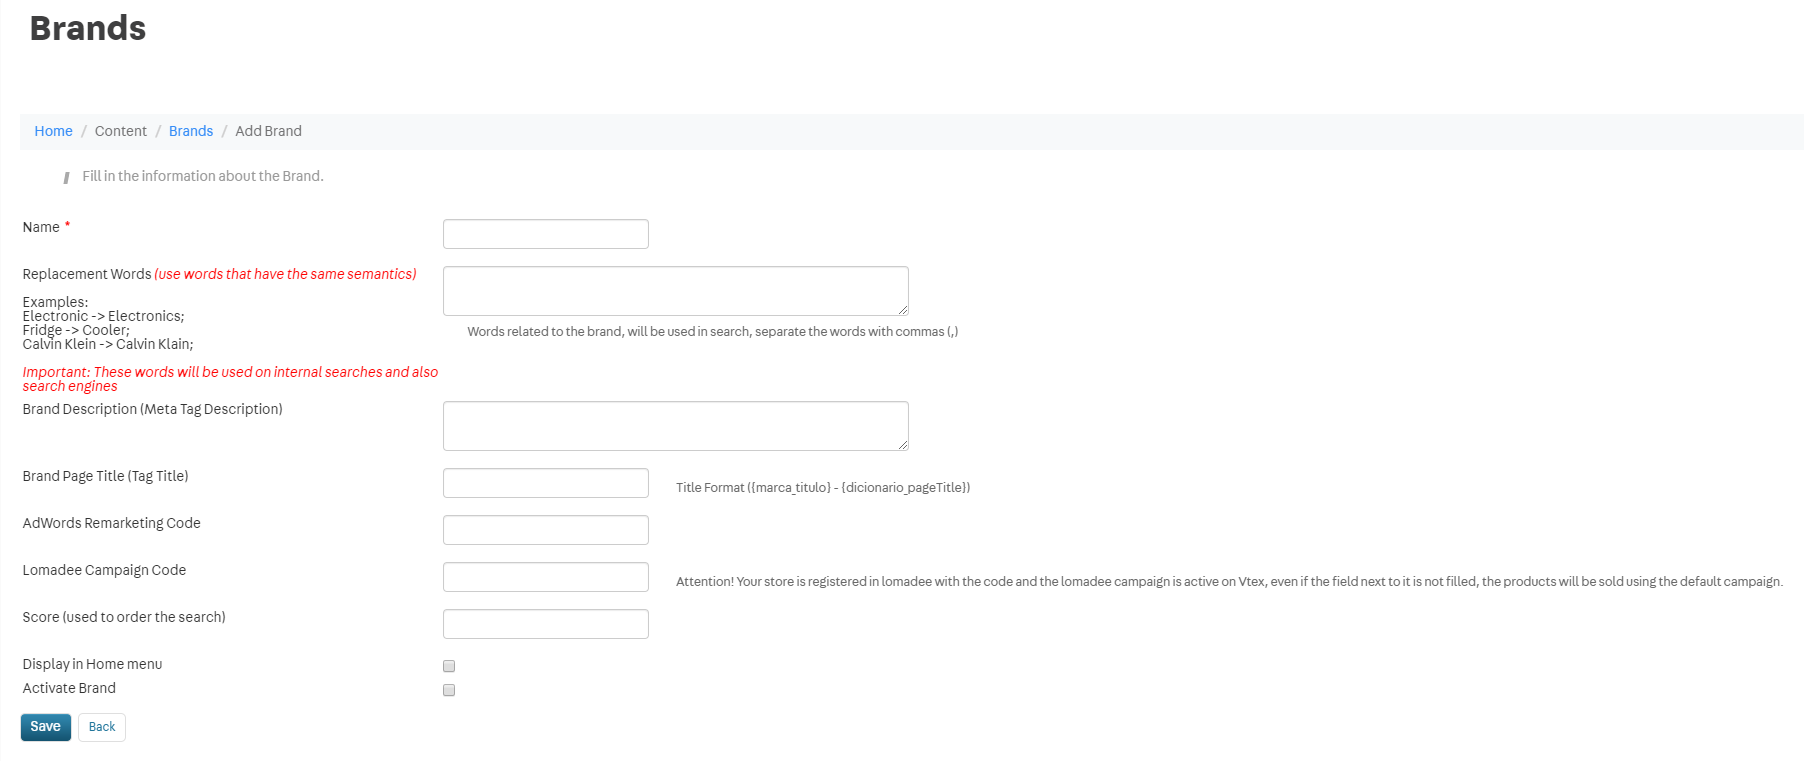 Brands
Home / Content / Brands / Add Brand
Fill in the information about the Brand.
Name *
Replacement Words (use words that have the same semantics)
Examples:
Electronic -> Electronics;
Fridge -> Cooler;
Calvin Klein -> Calvin Klain;
Words related to the brand, will be used in search, separate the words with commas (,)
Important: These words will be used on internal searches and also
search engines
Brand Description (Meta Tag Description)
Brand Page Title (Tag Title)
Title Format ({marca_titulo} - {dicionario_pageTitle})
AdWords Remarketing Code
Lomadee Campaign Code
Attention! Your store is registered in lomadee with the code and the lomadee campaign is active on Vtex, even if the field next to it is not filled, the products will be sold using the default campaign.
Score (used to order the search)
Display in Home menu
Activate Brand
Save Back